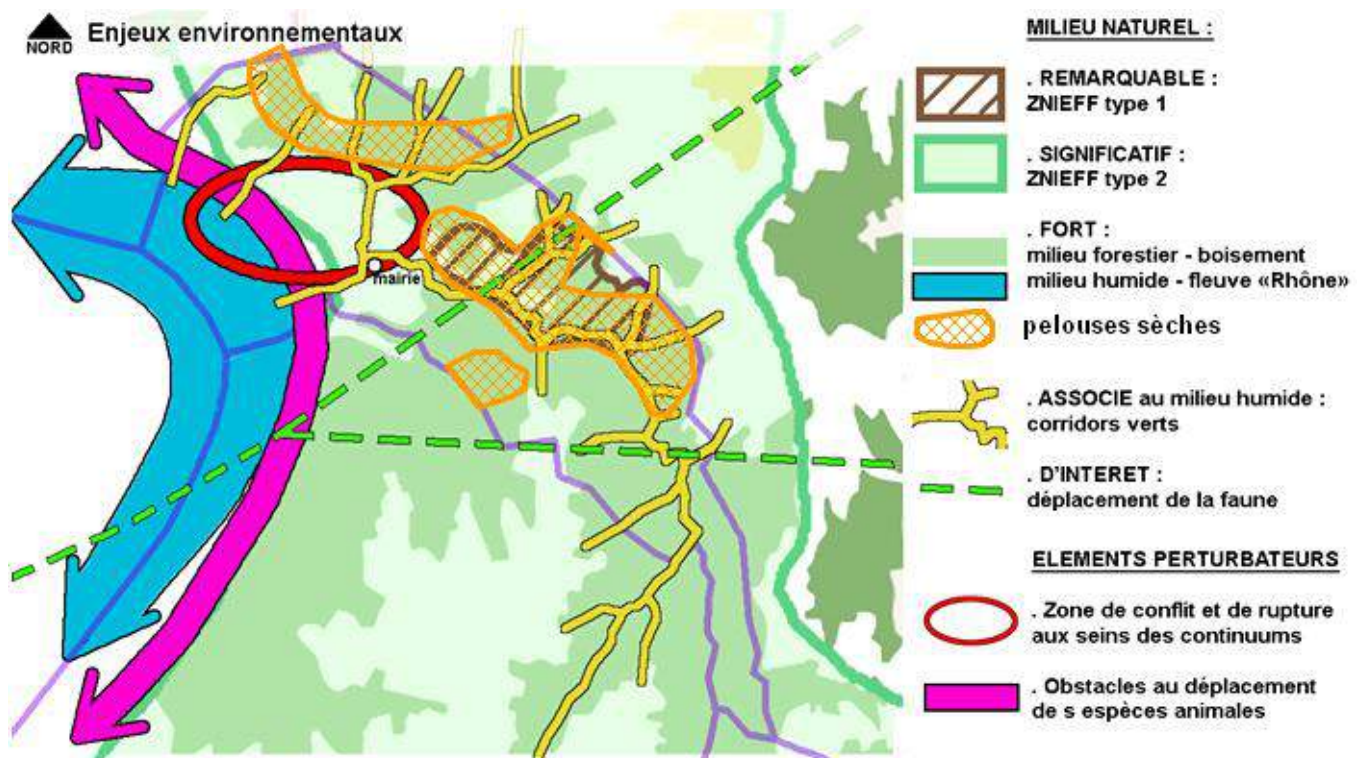 NORD
Enjeux environnementaux
mairie
MILIEU NATUREL :
. REMARQUABLE :
ZNIEFF type 1
. SIGNIFICATIF :
ZNIEFF type 2
. FORT :
milieu forestier - boisement
milieu humide - fleuve «Rhône»
pelouses sèches
. ASSOCIE au milieu humide :
corridors verts
. D'INTERET :
déplacement de la faune
ELEMENTS PERTURBATEURS
. Zone de conflit et de rupture
aux seins des continuums
. Obstacles au déplacement
de s espèces animales